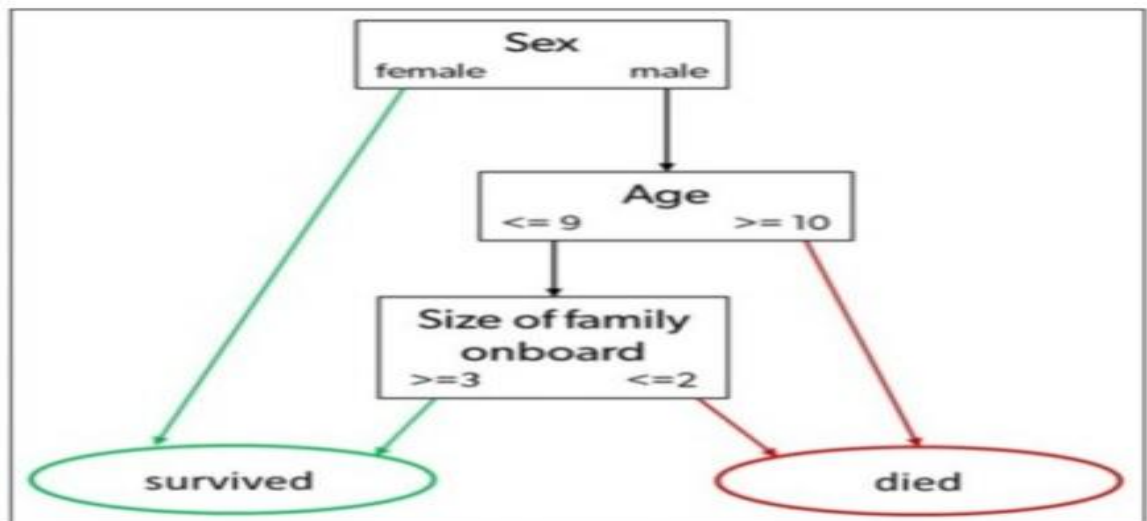 Sex
female male
Age
<= 9 >= 10
Size of family
onboard
>=3 <=2
survived died